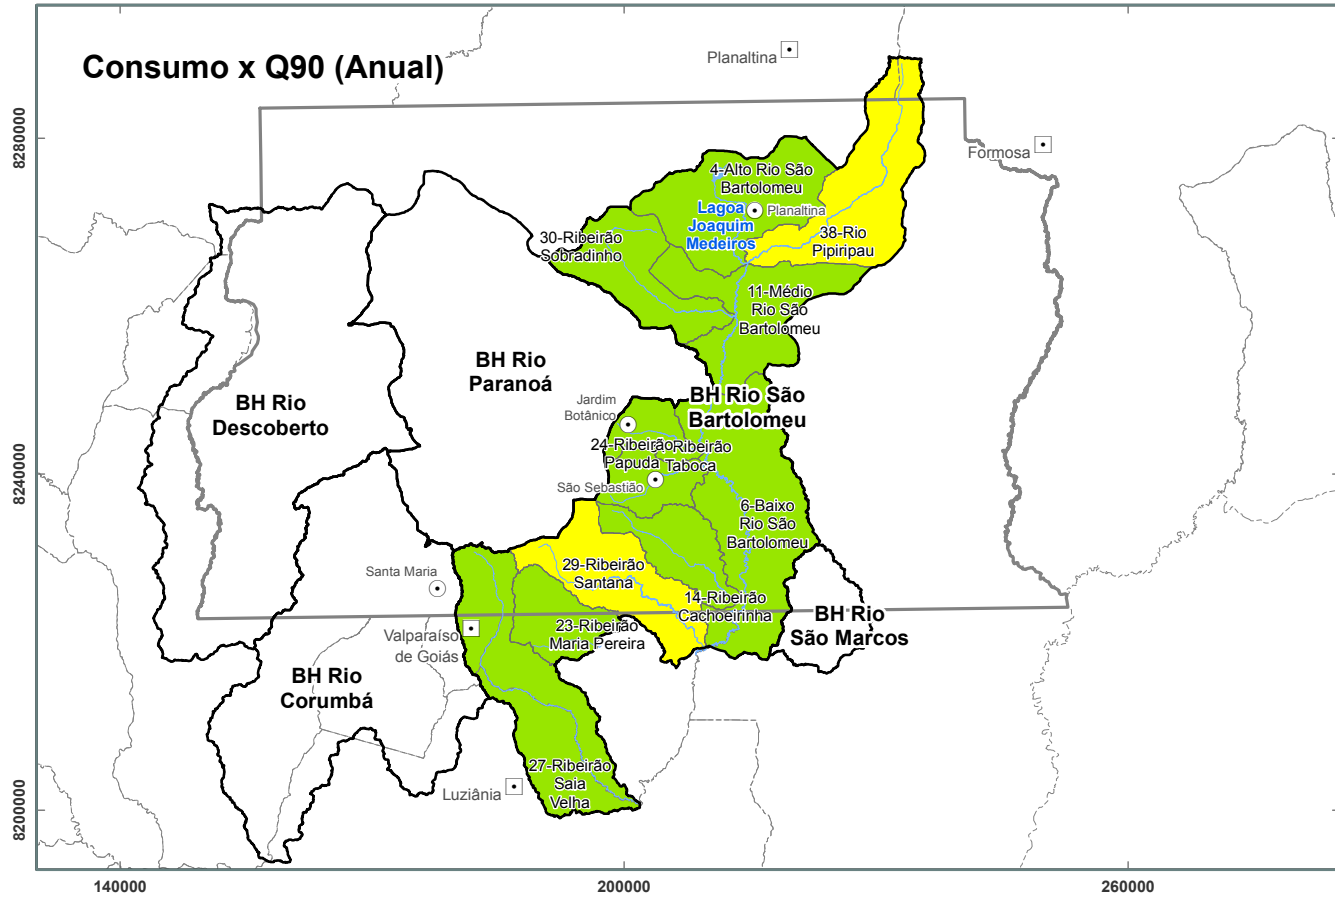 Consumo x Q90 (Anual)
Planaltina
8280000
Formosa
4-Alto Rio São
Bartolomeu
Lagoa
Joaquim
Medeiros
Planaltina
30-Ribeirão
Sobradinho
38-Rio
Pipiripau
11-Médio
Rio São
Bartolomeu
BH Rio
Paranoá
BH Rio
Descoberto
BH Rio São
Bartolomeu
Jardim
Botânico
24-Ribeirão
Papuda
Ribeirão
Taboca
São Sebastião
8240000
6-Baixo
Rio São
Bartolomeu
29-Ribeirão
Santana
Santa Maria
14-Ribeirão
Cachoeirinha
BH Rio
São Marcos
Valparaíso
de Goiás
23-Ribeirão
Maria Pereira
BH Rio
Corumbá
27-Ribeirão
Saia
Velha
Luziânia
8200000
140000
200000
260000